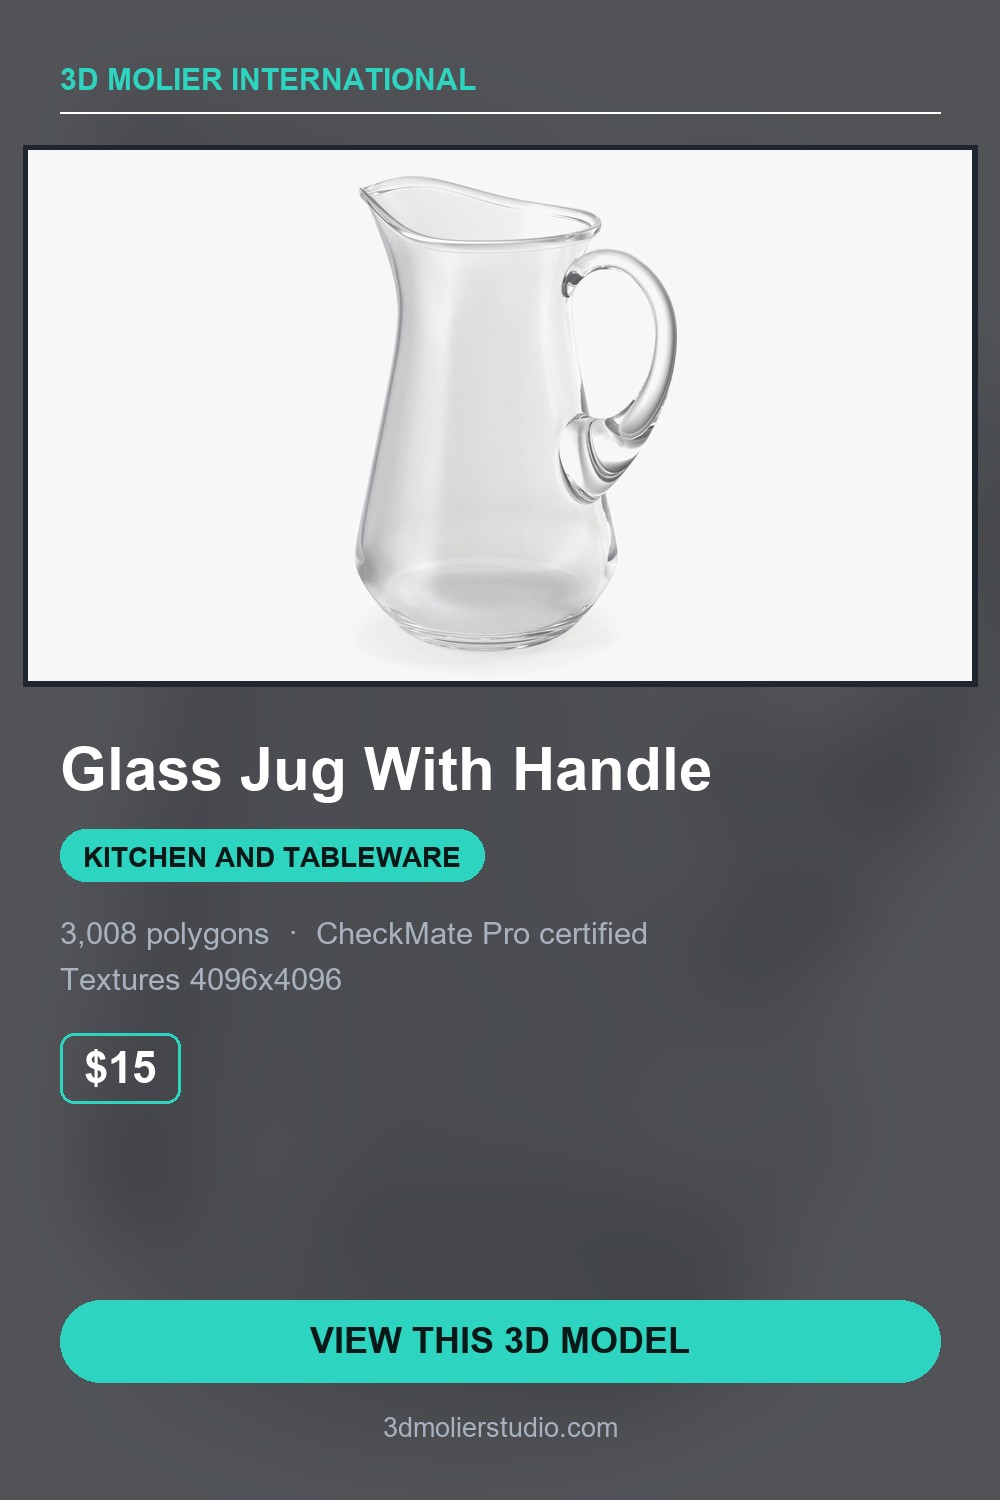 3D MOLIER INTERNATIONAL
Glass Jug With Handle
KITCHEN AND TABLEWARE
3,008 polygons · CheckMate Pro certified
Textures 4096x4096
$15
VIEW THIS 3D MODEL
3dmolierstudio.com